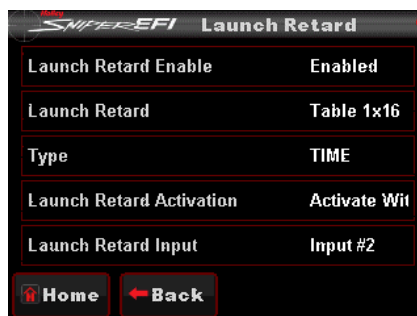 Holley
SNIPER EFI Launch Retard
Launch Retard Enable Enabled
Launch Retard Table 1x16
Type TIME
Launch Retard Activation Activate Wit
Launch Retard Input Input #2
Home Back